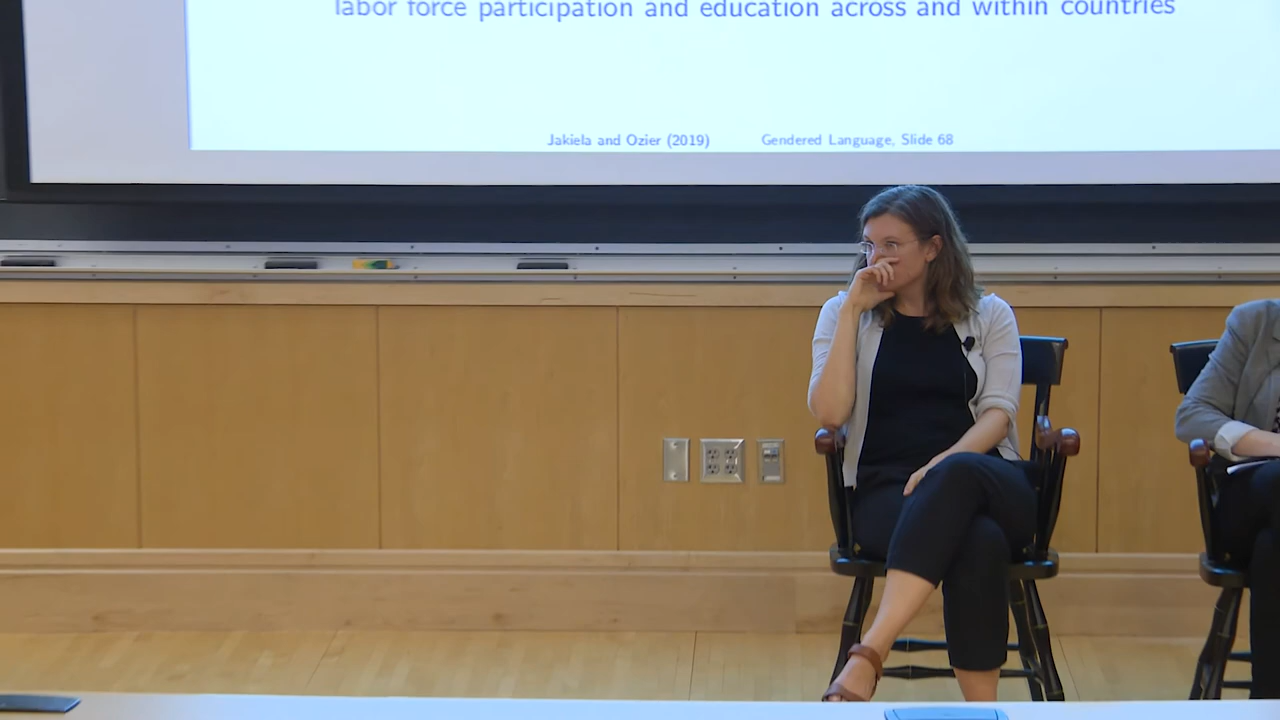 labor force participation and education across and within countries
Jakiela and Ozier (2019) Gendered Language, Slide 68